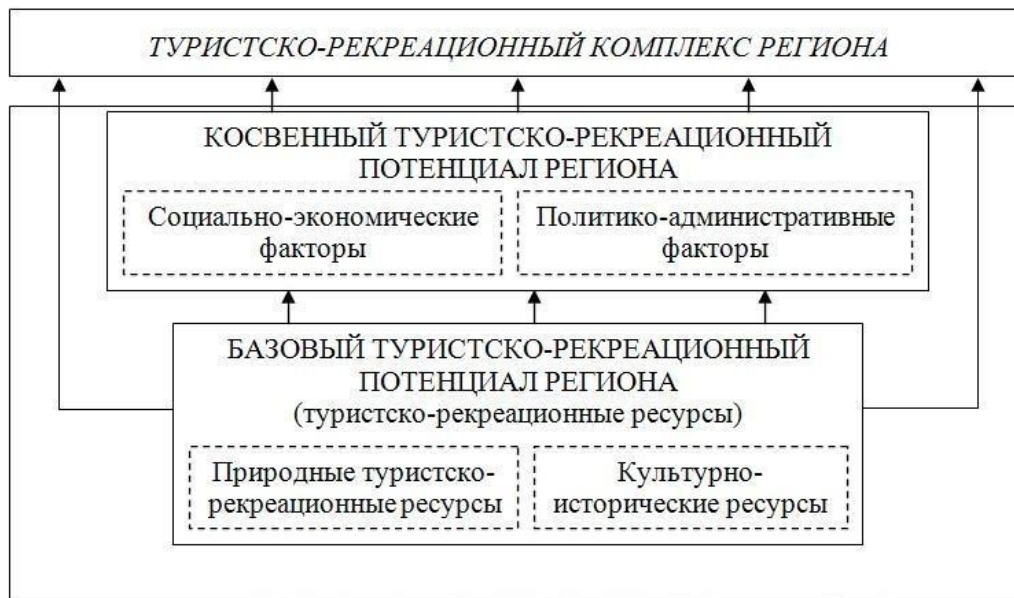 ТУРИСТСКО-РЕКРЕАЦИОННЫЙ КОМПЛЕКС РЕГИОНА
КОСВЕННЫЙ ТУРИСТСКО-РЕКРЕАЦИОННЫЙ
ПОТЕНЦИАЛ РЕГИОНА
Социально-экономические
факторы
Политико-административные
факторы
БАЗОВЫЙ ТУРИСТСКО-РЕКРЕАЦИОННЫЙ
ПОТЕНЦИАЛ РЕГИОНА
(туристско-рекреационные ресурсы)
Природные туристско-
рекреационные ресурсы
Культурно-
исторические ресурсы